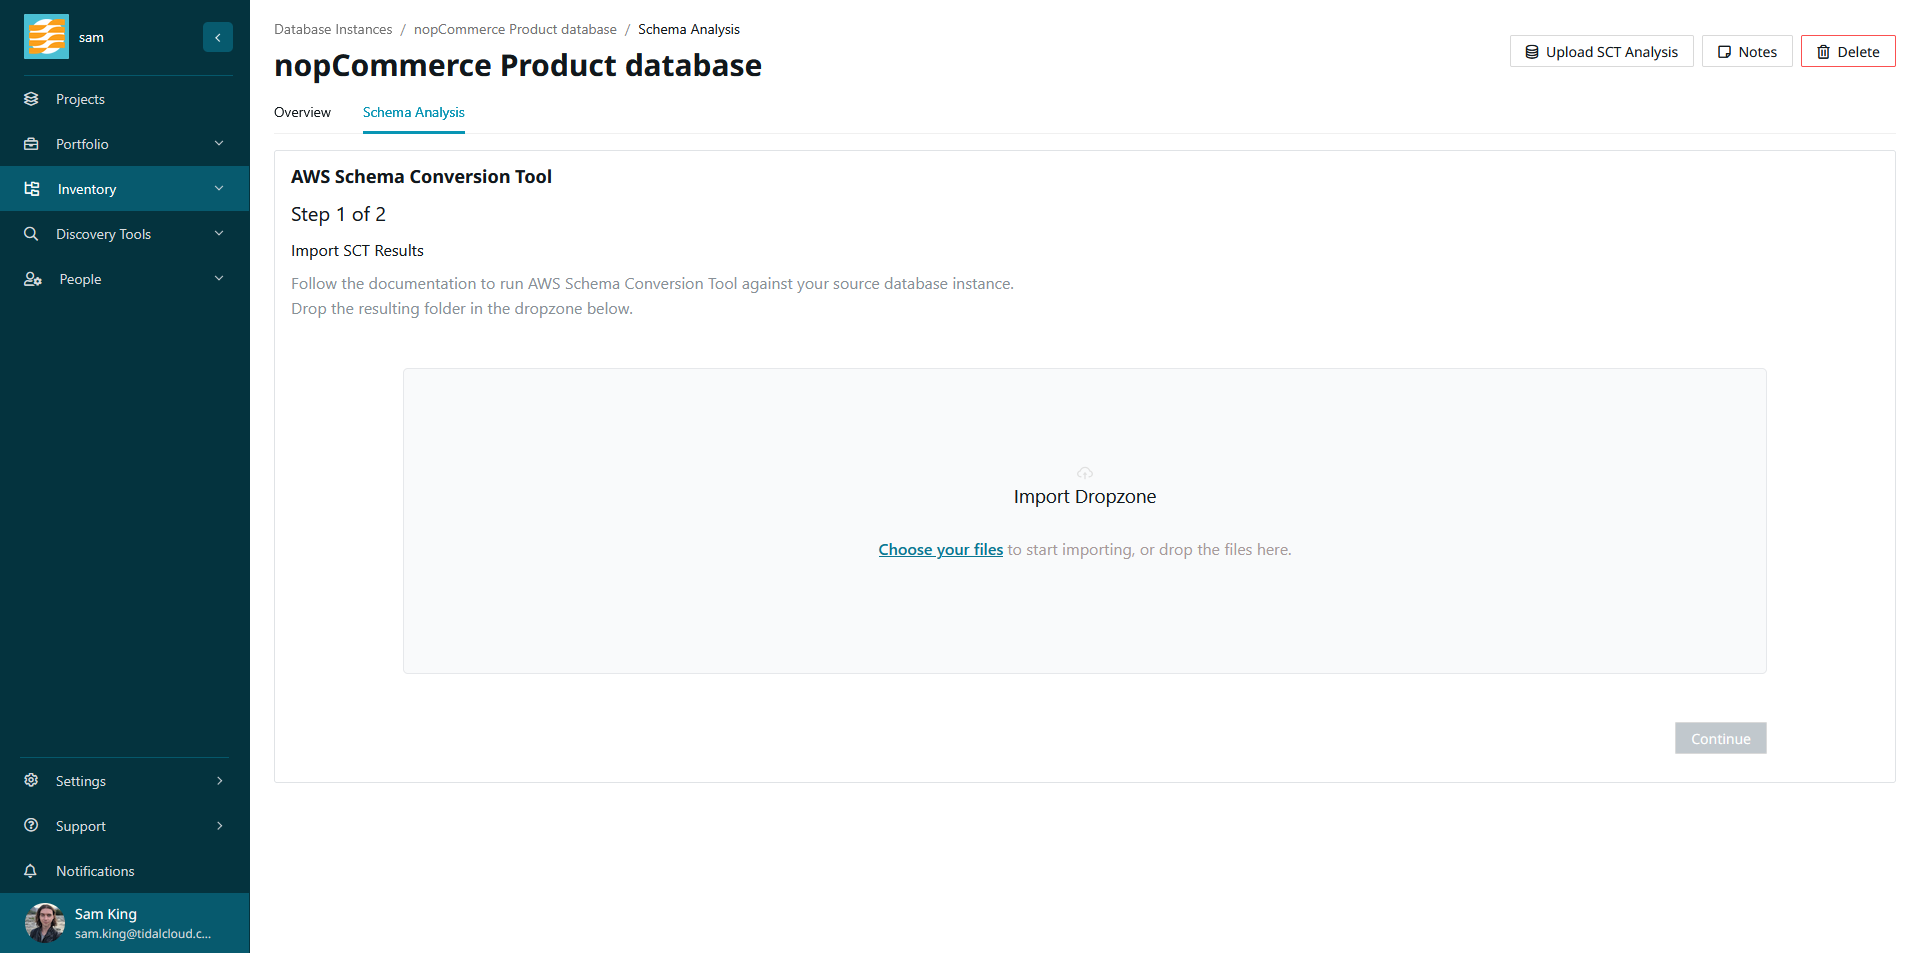 sam
Projects
Portfolio
Inventory
Discovery Tools
People
Settings
Support
Notifications
Sam King
sam.king@tidalcloud.c...
Database Instances / nopCommerce Product database / Schema Analysis
nopCommerce Product database
Upload SCT Analysis
Notes
Delete
Overview
Schema Analysis
AWS Schema Conversion Tool
Step 1 of 2
Import SCT Results
Follow the documentation to run AWS Schema Conversion Tool against your source database instance.
Drop the resulting folder in the dropzone below.
Import Dropzone
Choose your files to start importing, or drop the files here.
Continue